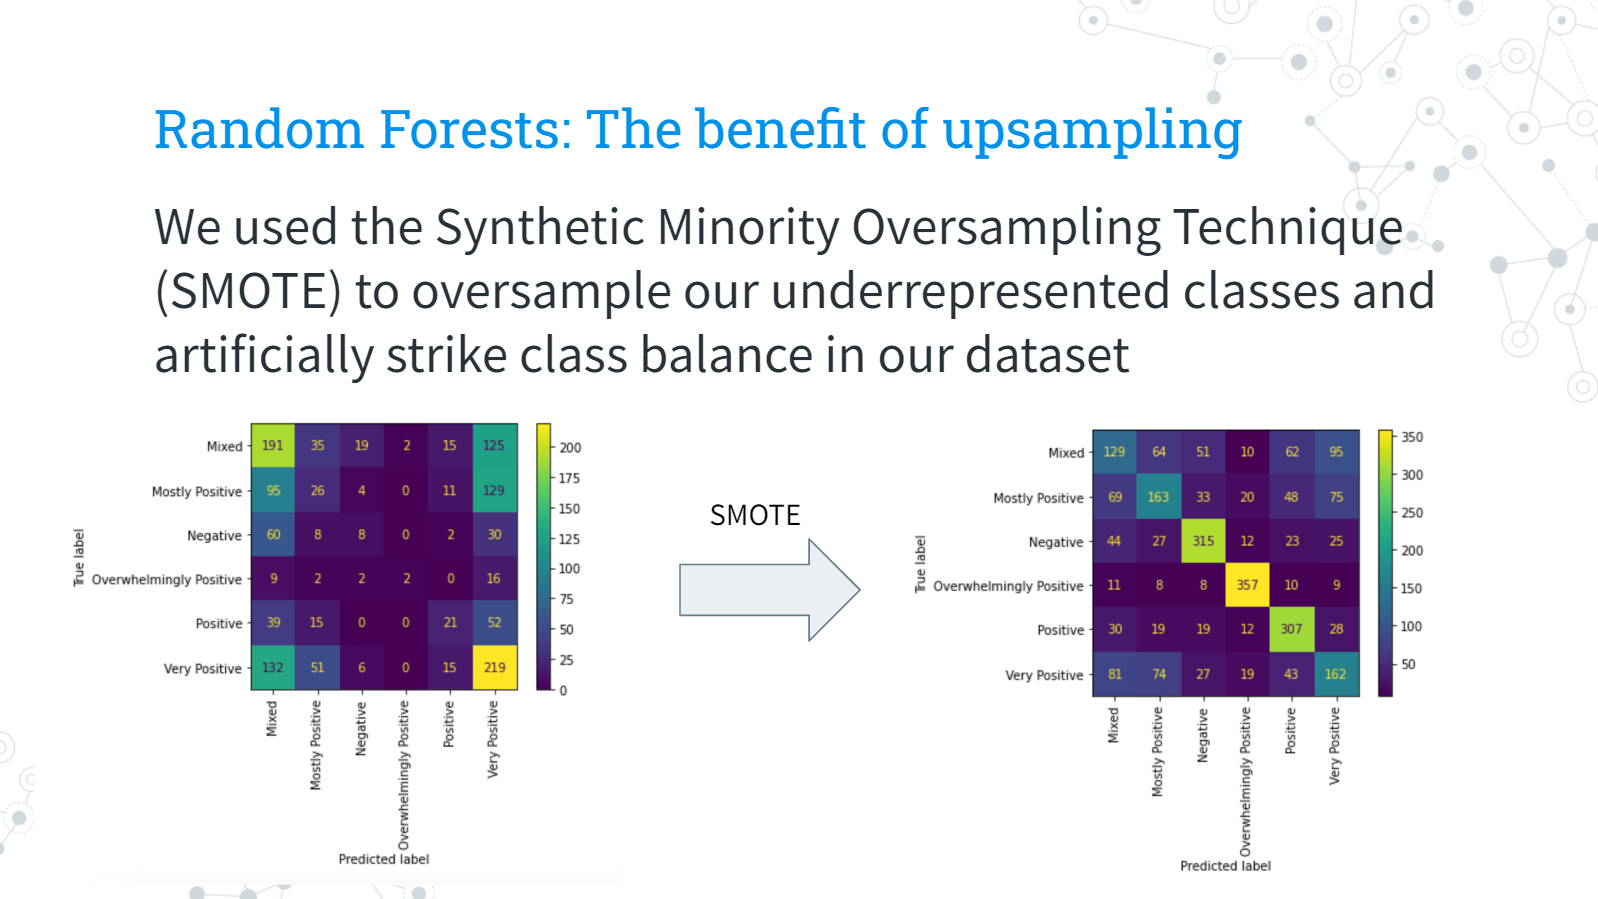 Random Forests: The benefit of upsampling
We used the Synthetic Minority Oversampling Technique
(SMOTE) to oversample our underrepresented classes and
artificially strike class balance in our dataset
True label
Mixed 191 35 19 2 15 125
Mostly Positive 95 26 4 0 11 129
Negative 60 8 8 0 2 30
Overwhelmingly Positive 9 2 2 2 0 16
Positive 39 15 0 0 21 52
Very Positive 132 51 6 0 15 219
Mixed
Mostly Positive
Negative
Overwhelmingly Positive
Positive
Very Positive
Predicted label
200
175
150
125
100
75
50
25
0
SMOTE
True label
Mixed 129 64 51 10 62 95
Mostly Positive 69 163 33 20 48 75
Negative 44 27 315 12 23 25
Overwhelmingly Positive 11 8 8 357 10 9
Positive 30 19 19 12 307 28
Very Positive 81 74 27 19 43 162
Mixed
Mostly Positive
Negative
Overwhelmingly Positive
Positive
Very Positive
Predicted label
350
300
250
200
150
100
50